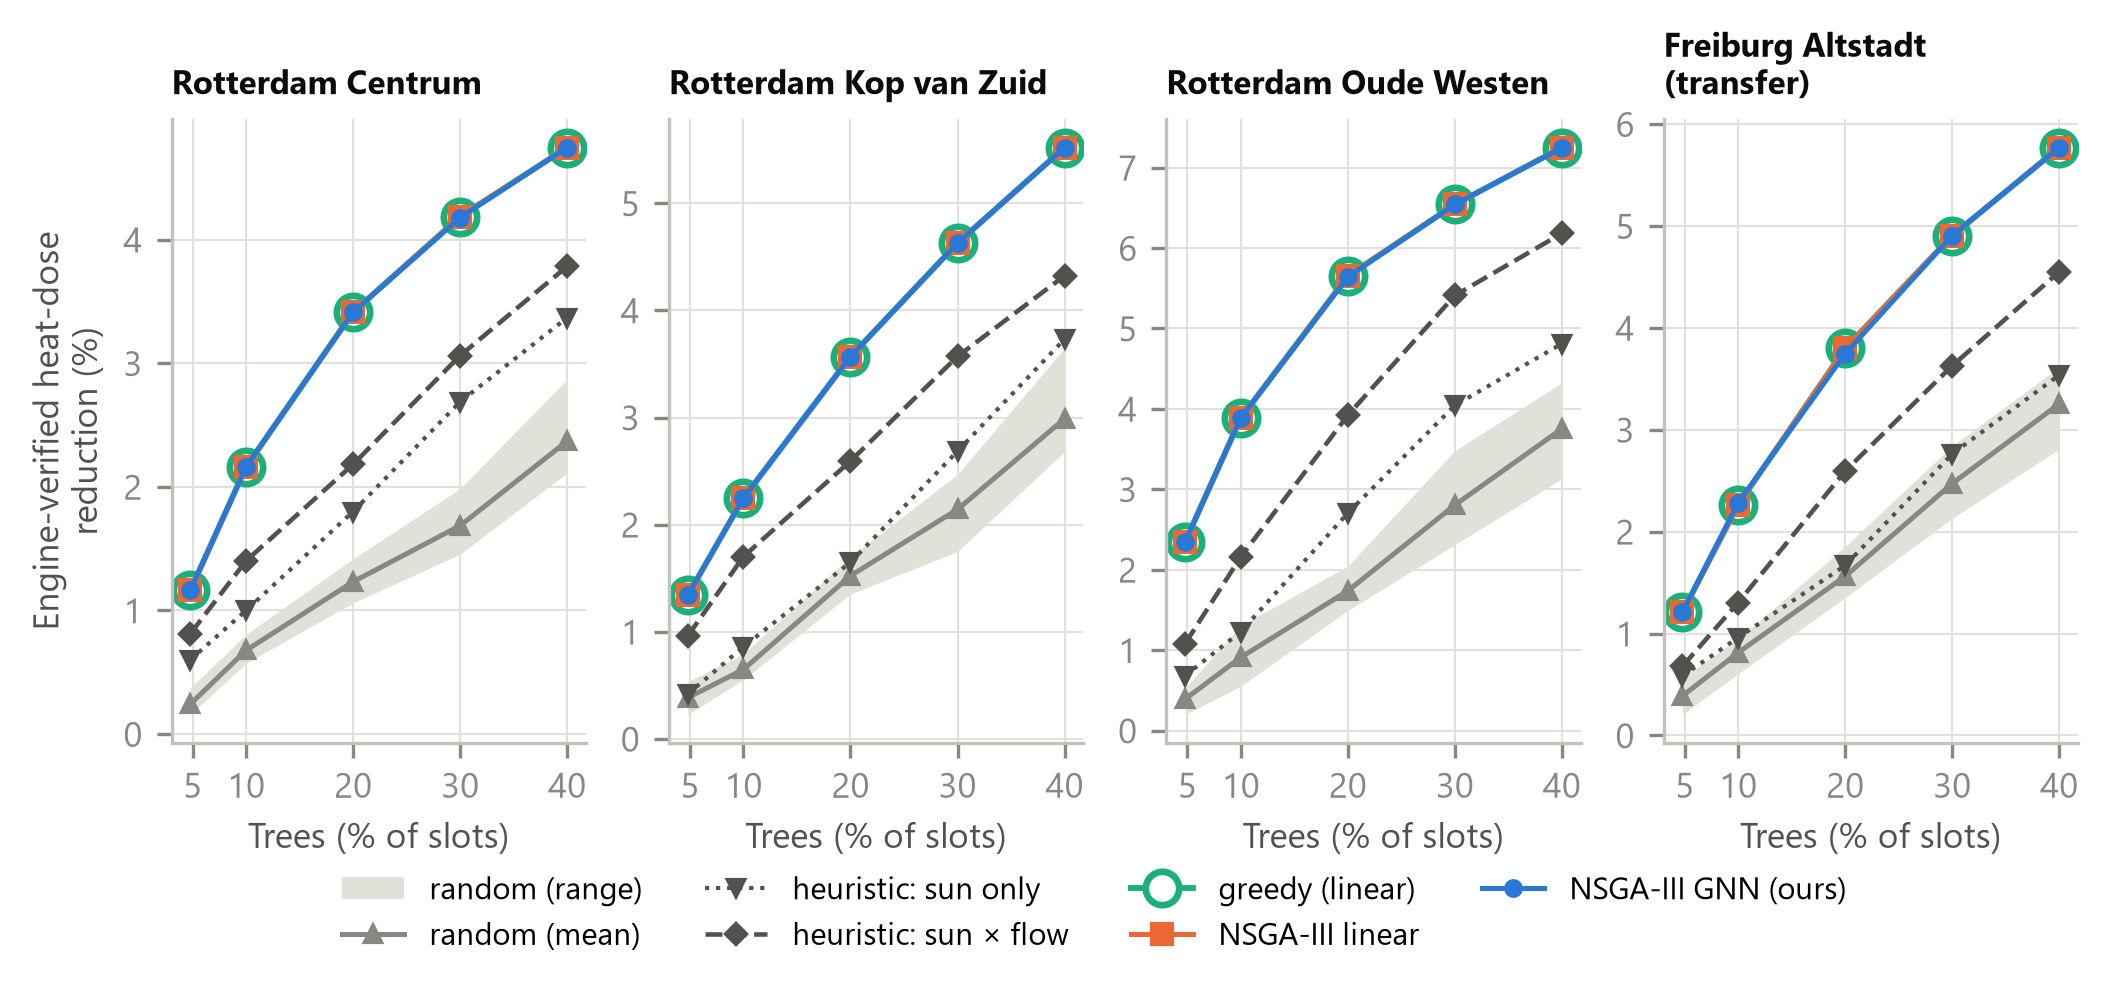 Rotterdam Centrum
Rotterdam Kop van Zuid
Rotterdam Oude Westen
Freiburg Altstadt
(transfer)
Engine-verified heat-dose
reduction (%)
4
3
2
1
0
5 10 20 30 40
Trees (% of slots)
5
4
3
2
1
0
5 10 20 30 40
Trees (% of slots)
7
6
5
4
3
2
1
0
5 10 20 30 40
Trees (% of slots)
6
5
4
3
2
1
0
5 10 20 30 40
Trees (% of slots)
random (range)
random (mean)
heuristic: sun only
heuristic: sun × flow
greedy (linear)
NSGA-III linear
NSGA-III GNN (ours)